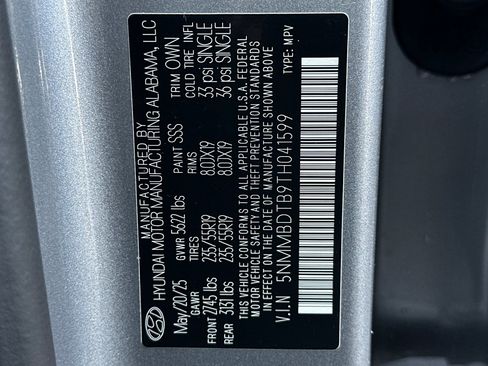 MANUFACTURED BY
HYUNDAI MOTOR MANUFACTURING ALABAMA, LLC
May/20/25 GVWR 5622 lbs PAINT SSS TRIM OWN
GAWR TIRES RIMS COLD TIRE INFL
FRONT 2745 lbs 235/55R19 8.0JX19 33 psi SINGLE
REAR 3131 lbs 235/55R19 8.0JX19 36 psi SINGLE
THIS VEHICLE CONFORMS TO ALL APPLICABLE U.S.A. FEDERAL
MOTOR VEHICLE SAFETY AND THEFT PREVENTION STANDARDS
IN EFFECT ON THE DATE OF MANUFACTURE SHOWN ABOVE
TYPE: MPV
V.I.N 5NMMBDTB9TH041599